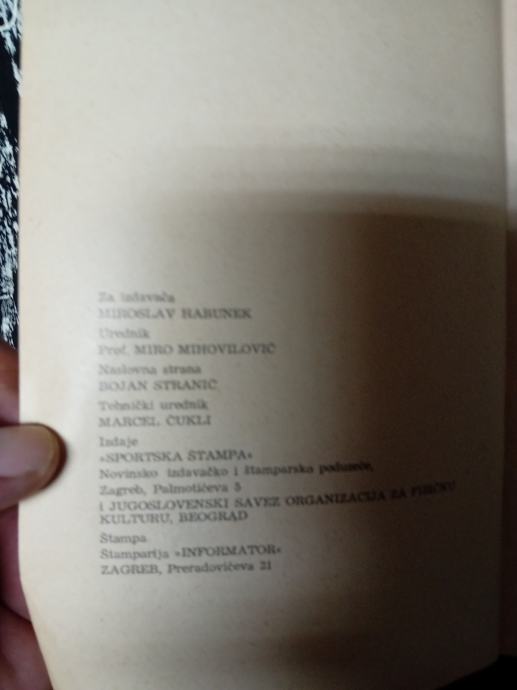 Za izdavača
MIROSLAV HABUNEK
Urednik
Prof. MIRO MIHOVILOVIĆ
Naslovna strana
BOJAN STRANIĆ
Tehnički urednik
MARCEL ČUKLI
Izdaje
»SPORTSKA ŠTAMPA«
Novinsko izdavačko i štamparsko poduzeće,
Zagreb, Palmotićeva 5
i JUGOSLOVENSKI SAVEZ ORGANIZACIJA ZA FIZIČKU
KULTURU, BEOGRAD
Štampa
Štamparija »INFORMATOR«
ZAGREB, Preradovićeva 21